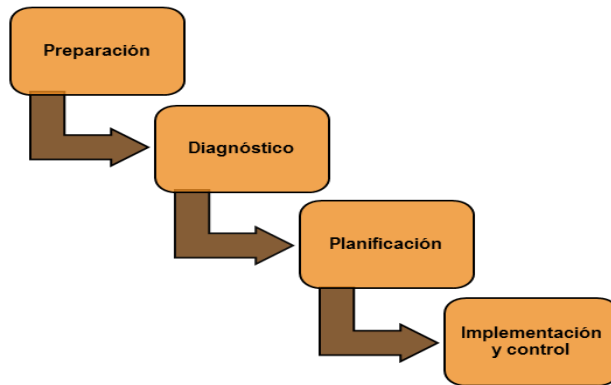 Preparación
Diagnóstico
Planificación
Implementación
y control